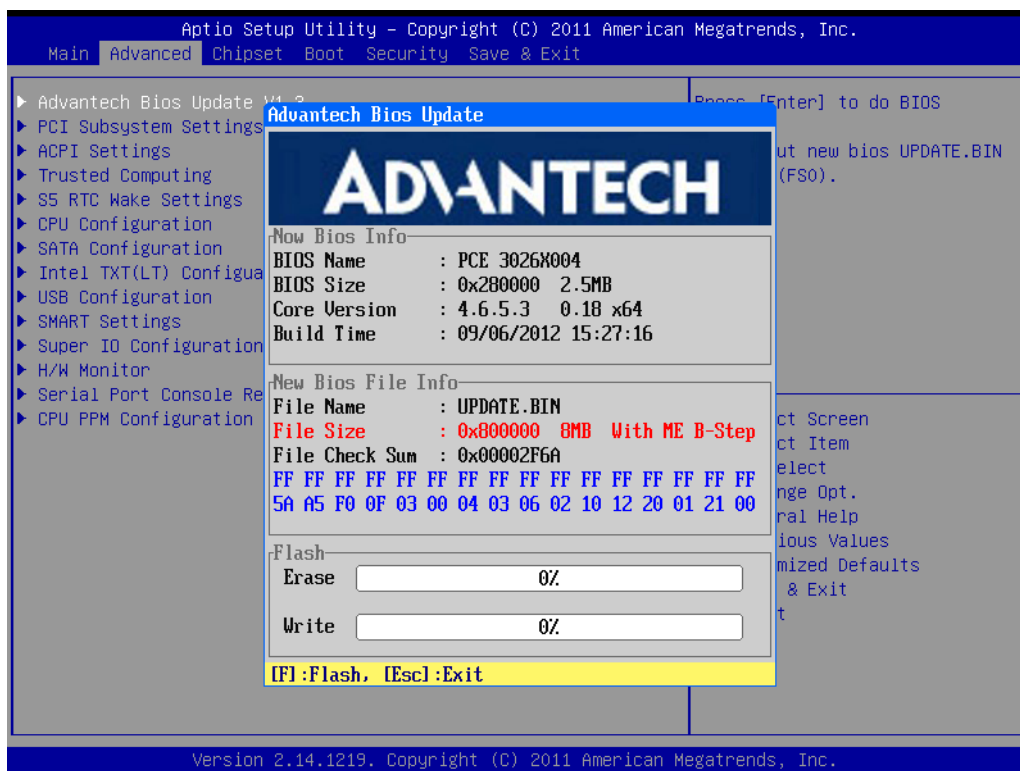 Aptio Setup Utility – Copyright (C) 2011 American Megatrends, Inc.
Main Advanced Chipset Boot Security Save & Exit
Advantech Bios Update
PCI Subsystem Settings
ACPI Settings
Trusted Computing
S5 RTC Wake Settings
CPU Configuration
SATA Configuration
Intel TXT(LT) Configua
USB Configuration
SMART Settings
Super IO Configuration
H/W Monitor
Serial Port Console Re
CPU PPM Configuration
Advantech Bios Update
ADVANTECH
Now Bios Info
BIOS Name : PCE 3026X004
BIOS Size : 0x280000 2.5MB
Core Version : 4.6.5.3 0.18 x64
Build Time : 09/06/2012 15:27:16
New Bios File Info
File Name : UPDATE.BIN
File Size : 0x800000 8MB With ME B-Step
File Check Sum : 0x00002F6A
FF FF FF FF FF FF FF FF FF FF FF FF FF FF FF FF
5A A5 F0 0F 03 00 04 03 06 02 10 12 20 01 21 00
Flash
Erase 0%
Write 0%
[F]:Flash, [Esc]:Exit
[Enter] to do BIOS
ut new bios UPDATE.BIN
(FS0).
ct Screen
ct Item
elect
nge Opt.
ral Help
ious Values
mized Defaults
& Exit
t
Version 2.14.1219. Copyright (C) 2011 American Megatrends, Inc.